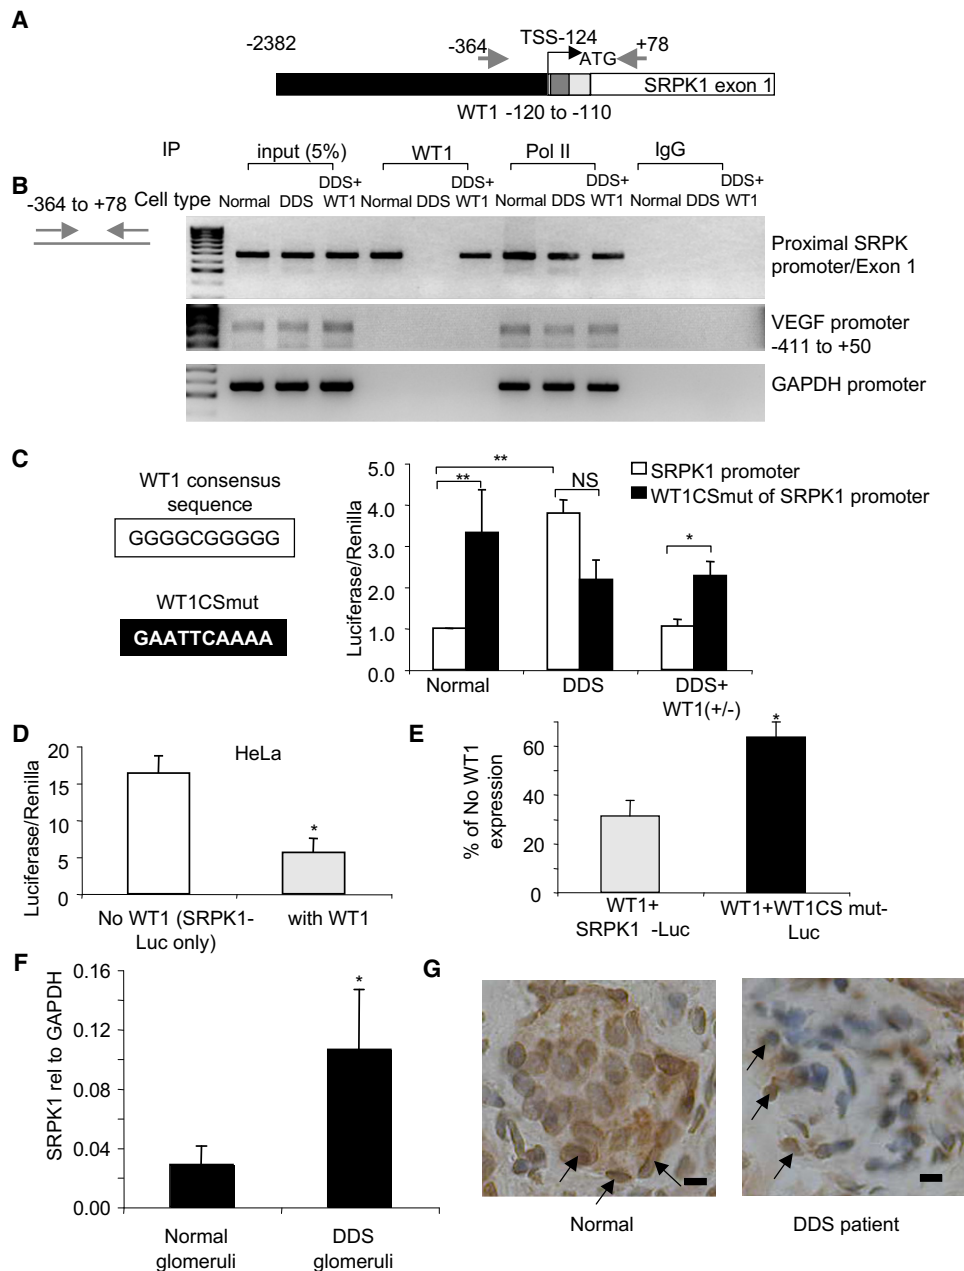 A
-2382
-364
TSS-124
ATG
+78
SRPK1 exon 1
WT1 -120 to -110
IP
input (5%)
WT1
Pol II
IgG
B
-364 to +78
Cell type
Normal DDS DDS+ WT1 Normal DDS DDS+ WT1 Normal DDS DDS+ WT1 Normal DDS DDS+ WT1
Proximal SRPK
promoter/Exon 1
VEGF promoter
-411 to +50
GAPDH promoter
C
WT1 consensus
sequence
GGGGCGGGGG
WT1CSmut
GAATTCAAAA
Luciferase/Renilla
5.0
4.0
3.0
2.0
1.0
0.0
**
**
NS
*
SRPK1 promoter
WT1CSmut of SRPK1 promoter
Normal
DDS
DDS+
WT1(+/-)
D
HeLa
Luciferase/Renilla
20
15
10
5
0
*
No WT1 (SRPK1-
Luc only)
with WT1
E
% of No WT1
expression
60
40
20
0
*
WT1+
SRPK1 -Luc
WT1+WT1CS mut-
Luc
F
SRPK1 rel to GAPDH
0.16
0.12
0.08
0.04
0.00
*
Normal
glomeruli
DDS
glomeruli
G
Normal
DDS patient